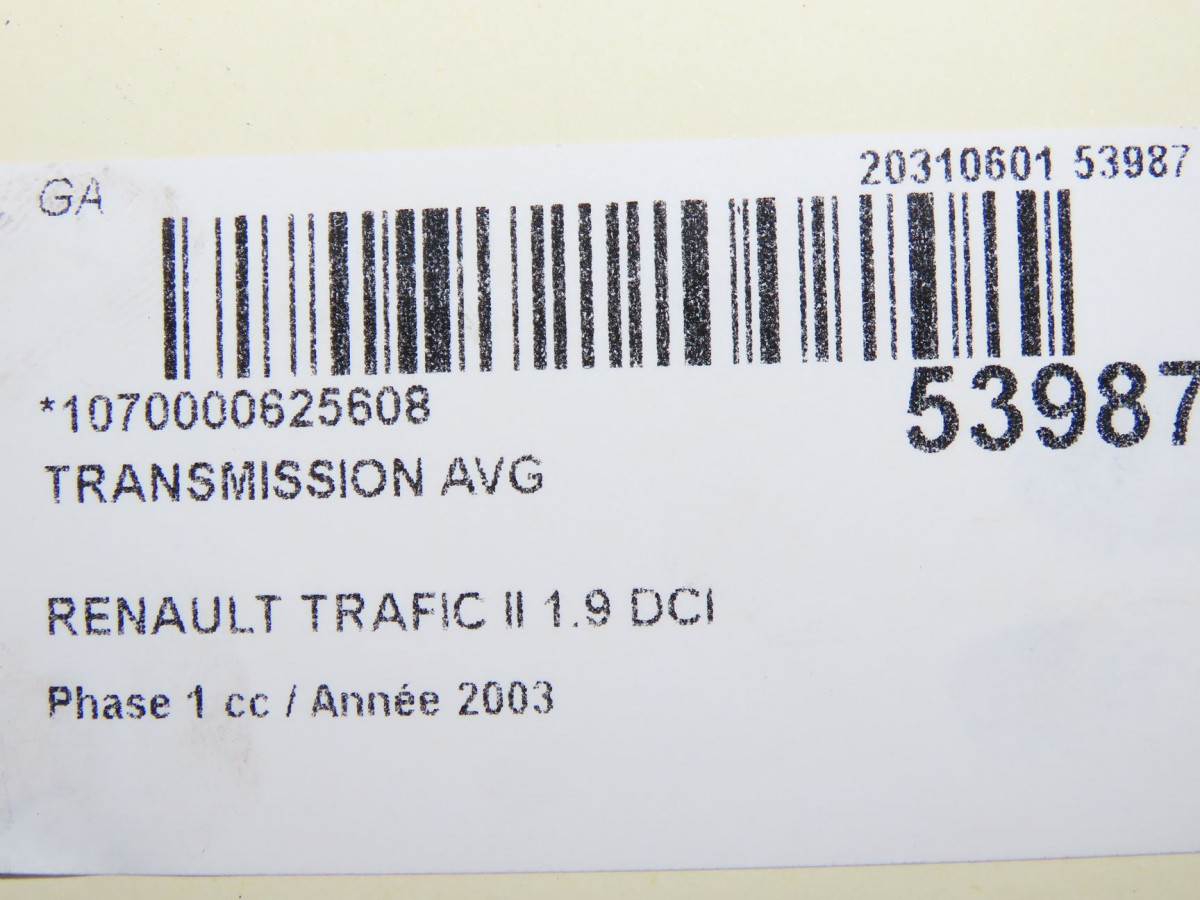 GA
20310601 53987
*1070000625608
53987
TRANSMISSION AVG
RENAULT TRAFIC II 1.9 DCI
Phase 1 cc / Année 2003